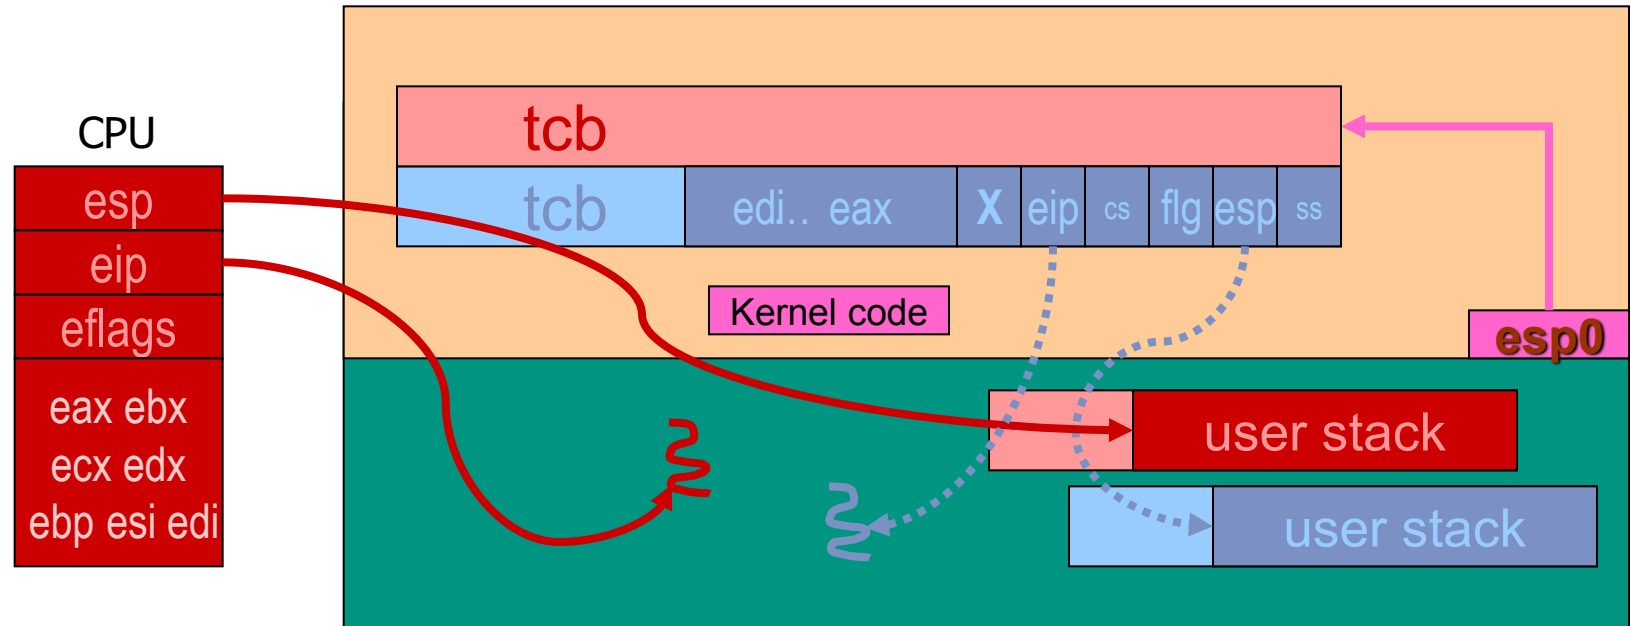 CPU
esp
eip
eflags
eax ebx
ecx edx
ebp esi edi
tcb
tcb edi.. eax X eip cs flg esp ss
Kernel code
esp0
user stack
user stack